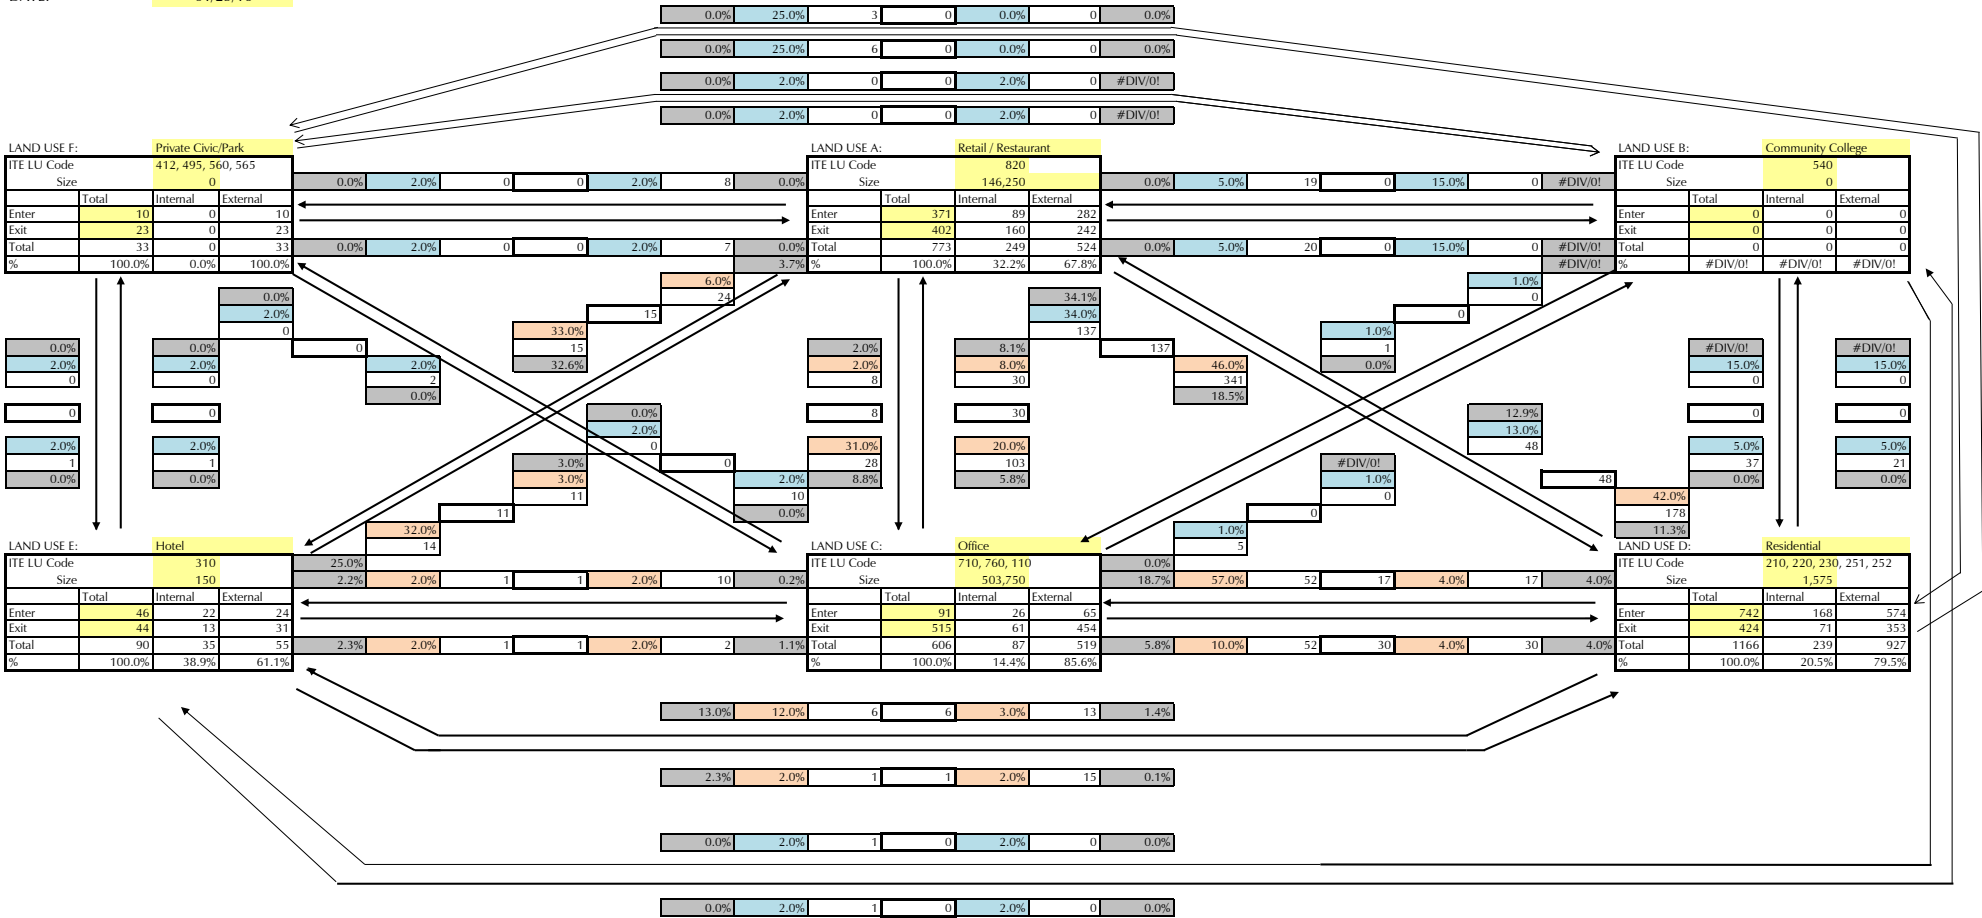 0.0% 25.0% 3 0 0.0% 0 0.0%
0.0% 25.0% 6 0 0.0% 0 0.0%
0.0% 2.0% 0 0 2.0% 0 #DIV/0!
0.0% 2.0% 0 0 2.0% 0 #DIV/0!
LAND USE F: Private Civic/Park LAND USE A: Retail / Restaurant LAND USE B: Community College
ITE LU Code 412, 495, 560, 565 ITE LU Code 820 ITE LU Code 540
Size 0 0.0% 2.0% 0 0 2.0% 8 0.0% Size 146,250 0.0% 5.0% 19 0 15.0% 0 #DIV/0! Size 0
Total Internal External Total Internal External Total Internal External
Enter 10 0 10 Enter 371 89 282 Enter 0 0 0
Exit 23 0 23 Exit 402 160 242 Exit 0 0 0
Total 33 0 33 0.0% 2.0% 0 0 2.0% 7 0.0% Total 773 249 524 0.0% 5.0% 20 0 15.0% 0 #DIV/0! Total 0 0 0
% 100.0% 0.0% 100.0% 3.7% % 100.0% 32.2% 67.8% #DIV/0! % #DIV/0! #DIV/0! #DIV/0!
6.0% 1.0%
0.0% 24 34.1% 0
2.0% 15 34.0% 0
0 33.0% 137 1.0%
0.0% 0.0% 0 15 2.0% 8.1% 137 1 #DIV/0! #DIV/0!
2.0% 2.0% 2.0% 32.6% 2.0% 8.0% 46.0% 0.0% 15.0% 15.0%
0 0 2 8 30 341 0 0
0.0% 18.5%
0 0 0.0% 8 30 12.9% 0 0
2.0% 13.0%
2.0% 2.0% 0 31.0% 20.0% 48 5.0% 5.0%
1 1 3.0% 0 28 103 #DIV/0! 37 21
0.0% 0.0% 3.0% 2.0% 8.8% 5.8% 1.0% 48 0.0% 0.0%
11 10 0 42.0%
11 0.0% 0 178
32.0% 1.0% 11.3%
LAND USE E: Hotel 14 LAND USE C: Office 5 LAND USE D: Residential
ITE LU Code 310 25.0% ITE LU Code 710, 760, 110 0.0% ITE LU Code 210, 220, 230, 251, 252
Size 150 2.2% 2.0% 1 1 2.0% 10 0.2% Size 503,750 18.7% 57.0% 52 17 4.0% 17 4.0% Size 1,575
Total Internal External Total Internal External Total Internal External
Enter 46 22 24 Enter 91 26 65 Enter 742 168 574
Exit 44 13 31 Exit 515 61 454 Exit 424 71 353
Total 90 35 55 2.3% 2.0% 1 1 2.0% 2 1.1% Total 606 87 519 5.8% 10.0% 52 30 4.0% 30 4.0% Total 1166 239 927
% 100.0% 38.9% 61.1% % 100.0% 14.4% 85.6% % 100.0% 20.5% 79.5%
13.0% 12.0% 6 6 3.0% 13 1.4%
2.3% 2.0% 1 1 2.0% 15 0.1%
0.0% 2.0% 1 0 2.0% 0 0.0%
0.0% 2.0% 1 0 2.0% 0 0.0%